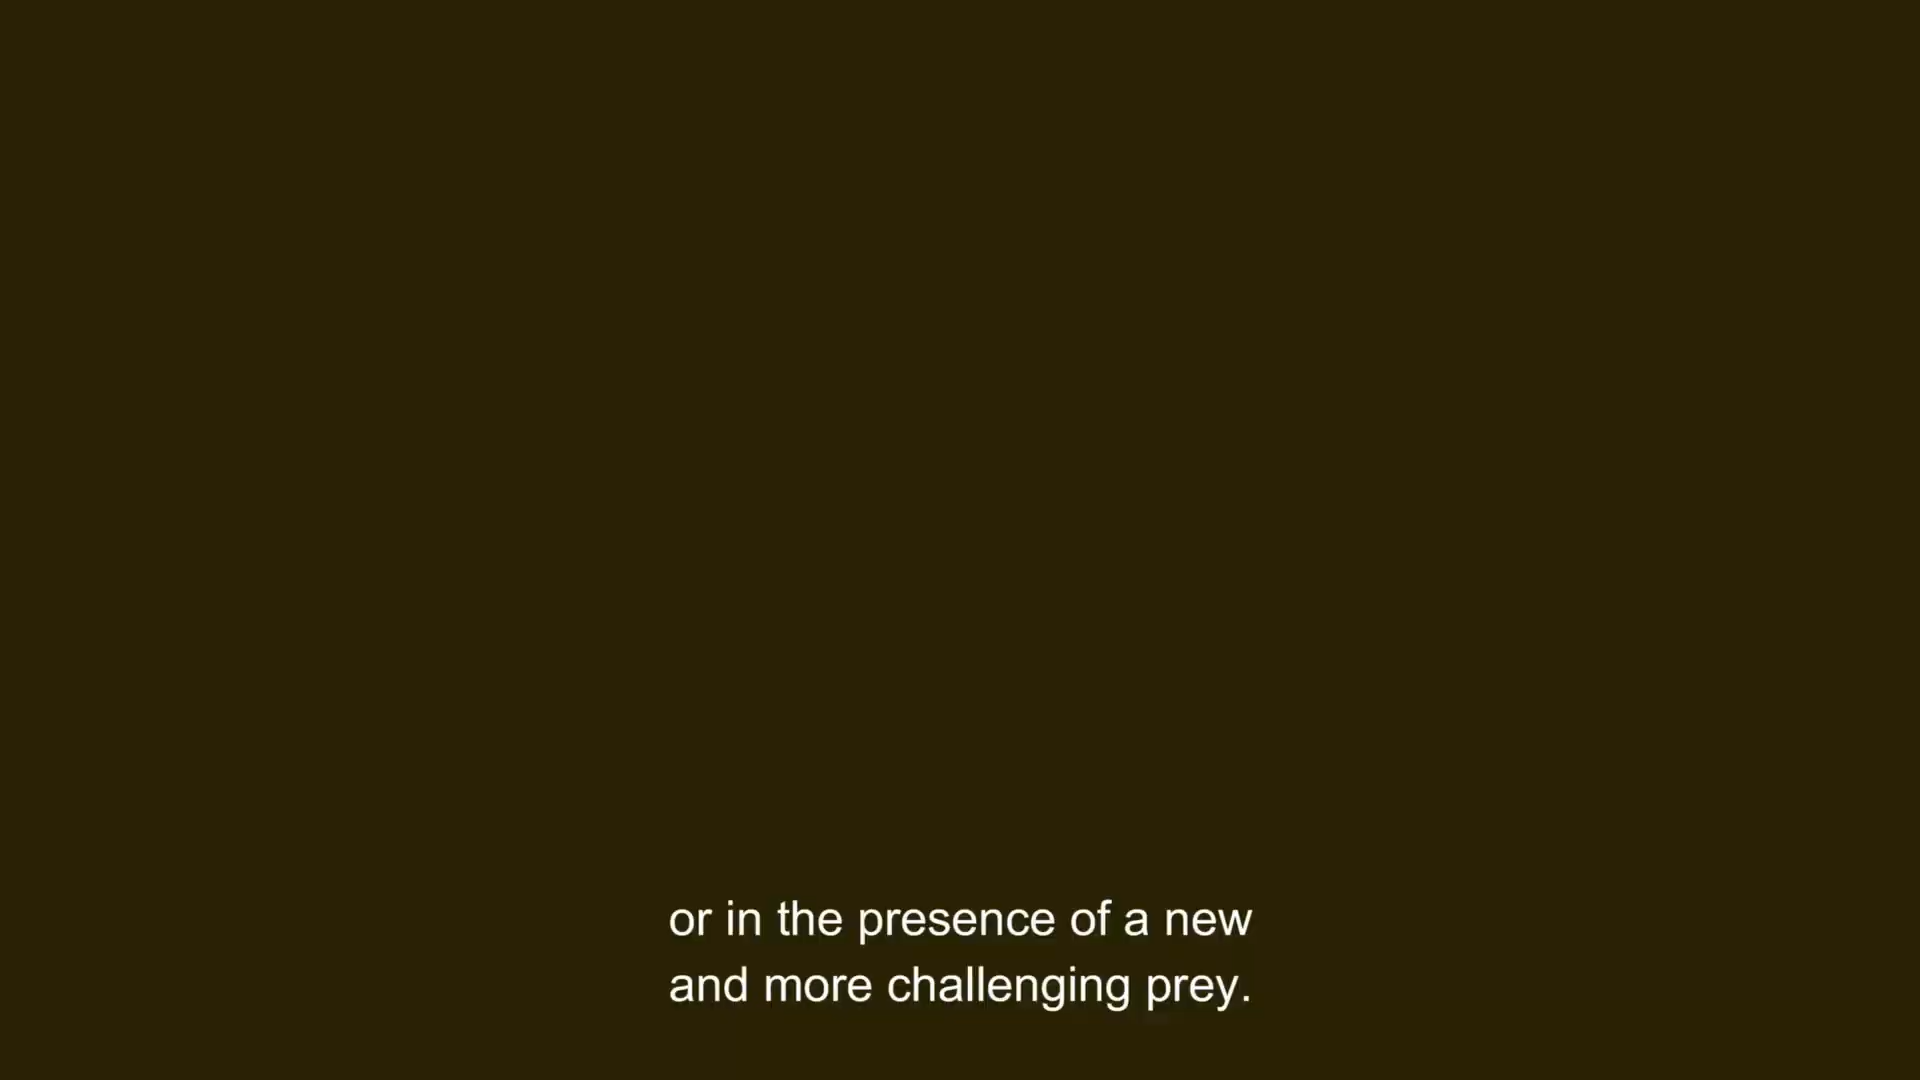 or in the presence of a new
and more challenging prey.